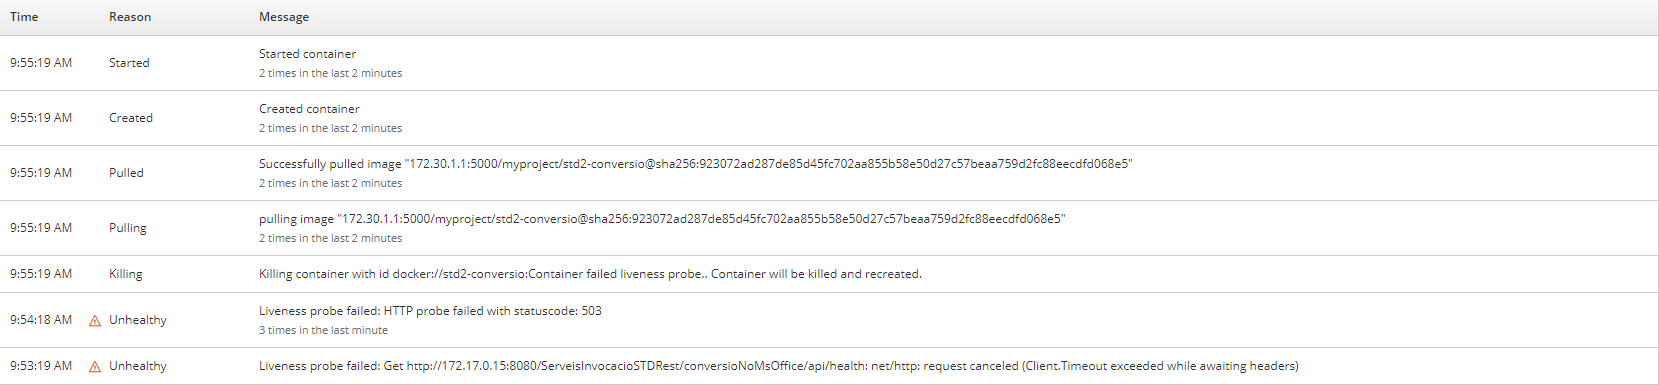 Time Reason Message
9:55:19 AM Started Started container
2 times in the last 2 minutes
9:55:19 AM Created Created container
2 times in the last 2 minutes
9:55:19 AM Pulled Successfully pulled image "172.30.1.1:5000/myproject/std2-conversio@sha256:923072ad287de85d45fc702aa855b58e50d27c57beaa759d2fc88eecdfd068e5"
2 times in the last 2 minutes
9:55:19 AM Pulling pulling image "172.30.1.1:5000/myproject/std2-conversio@sha256:923072ad287de85d45fc702aa855b58e50d27c57beaa759d2fc88eecdfd068e5"
2 times in the last 2 minutes
9:55:19 AM Killing Killing container with id docker://std2-conversio:Container failed liveness probe.. Container will be killed and recreated.
9:54:18 AM Unhealthy Liveness probe failed: HTTP probe failed with statuscode: 503
3 times in the last minute
9:53:19 AM Unhealthy Liveness probe failed: Get http://172.17.0.15:8080/ServeisInvocacioSTDRest/conversioNoMsOffice/api/health: net/http: request canceled (Client.Timeout exceeded while awaiting headers)